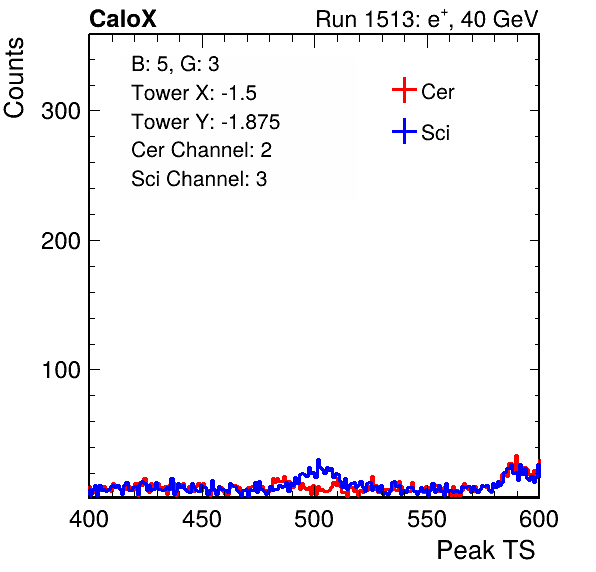 CaloX Run 1513: e+, 40 GeV
Counts
B: 5, G: 3
Tower X: -1.5
Tower Y: -1.875
Cer Channel: 2
Sci Channel: 3
Cer
Sci
300
200
100
400 450 500 550 600
Peak TS